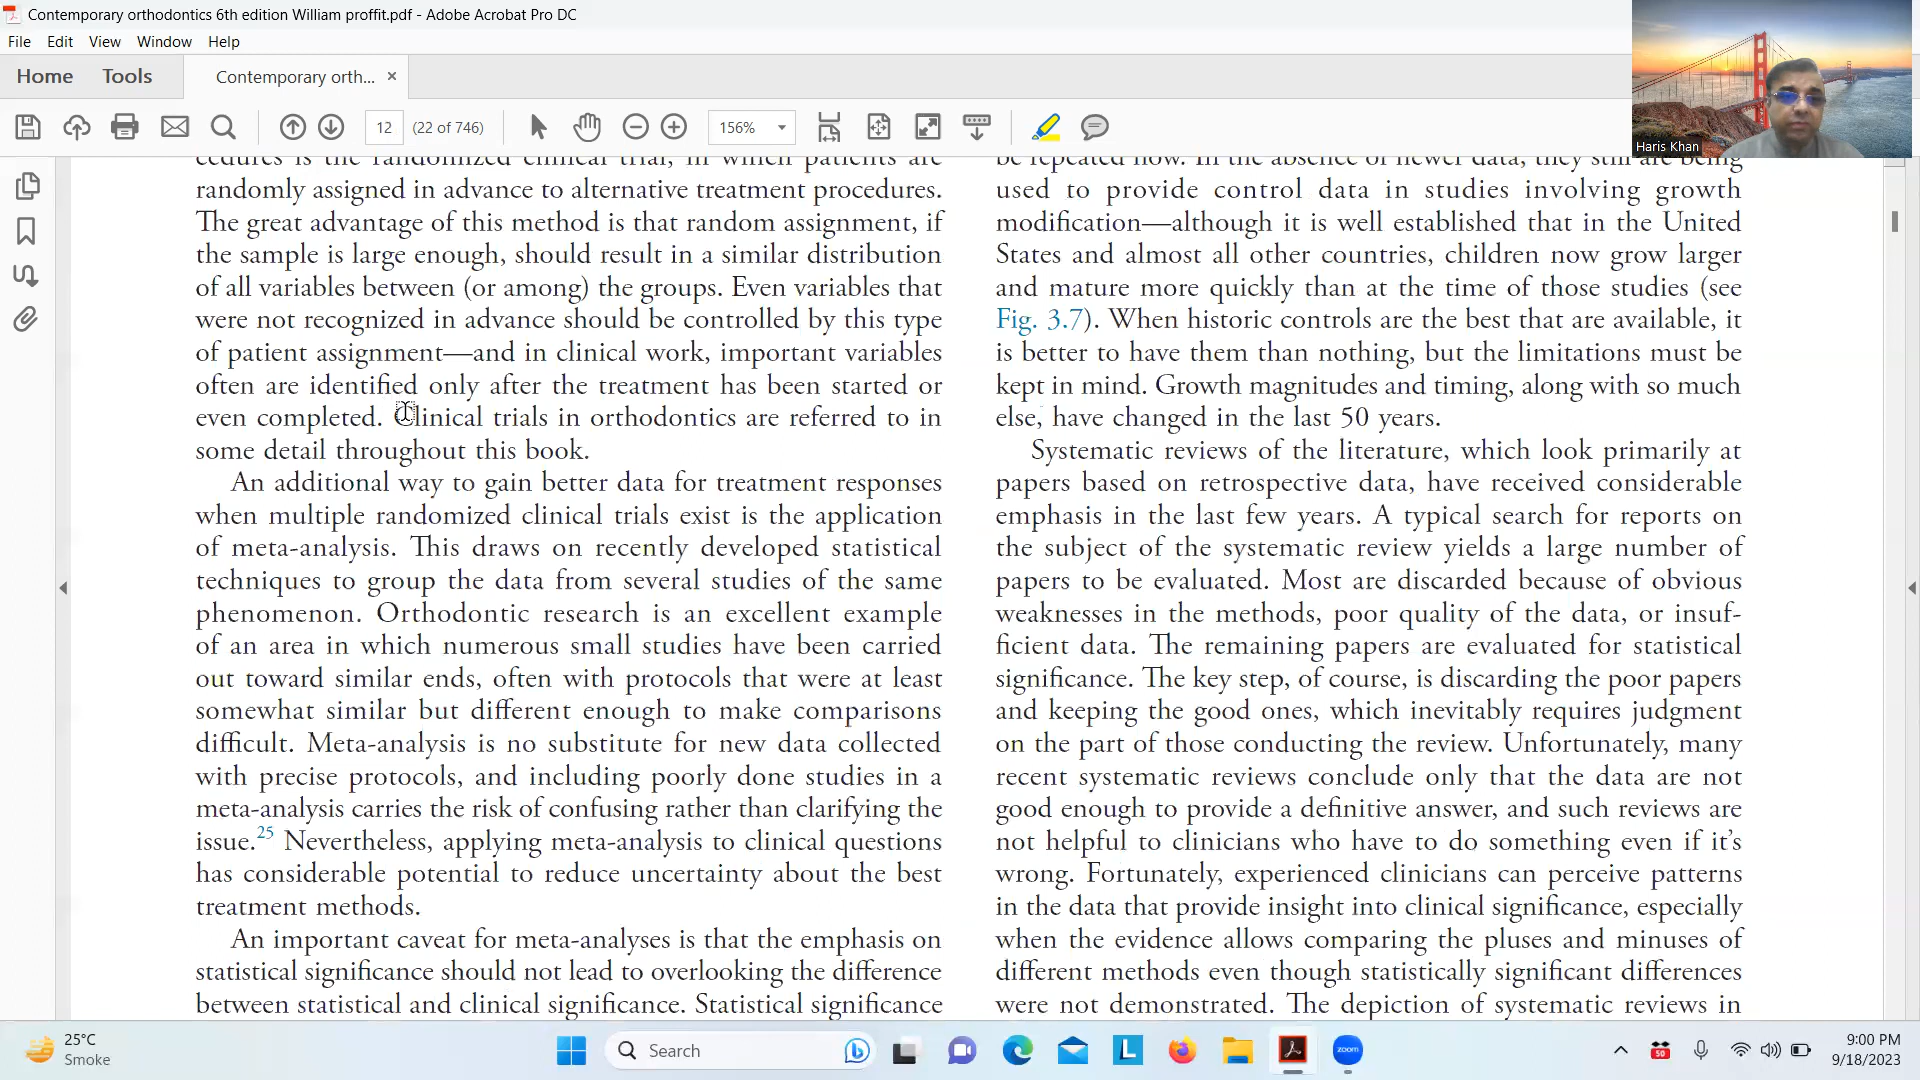 Contemporary orthodontics 6th edition William proffit.pdf - Adobe Acrobat Pro DC
File Edit View Window Help
Home Tools Contemporary orth... ×
12 (22 of 746) 156%
Haris Khan
cedures is the randomized clinical trial, in which patients are
randomly assigned in advance to alternative treatment procedures.
The great advantage of this method is that random assignment, if
the sample is large enough, should result in a similar distribution
of all variables between (or among) the groups. Even variables that
were not recognized in advance should be controlled by this type
of patient assignment—and in clinical work, important variables
often are identified only after the treatment has been started or
even completed. Clinical trials in orthodontics are referred to in
some detail throughout this book.
An additional way to gain better data for treatment responses
when multiple randomized clinical trials exist is the application
of meta-analysis. This draws on recently developed statistical
techniques to group the data from several studies of the same
phenomenon. Orthodontic research is an excellent example
of an area in which numerous small studies have been carried
out toward similar ends, often with protocols that were at least
somewhat similar but different enough to make comparisons
difficult. Meta-analysis is no substitute for new data collected
with precise protocols, and including poorly done studies in a
meta-analysis carries the risk of confusing rather than clarifying the
issue.25 Nevertheless, applying meta-analysis to clinical questions
has considerable potential to reduce uncertainty about the best
treatment methods.
An important caveat for meta-analyses is that the emphasis on
statistical significance should not lead to overlooking the difference
between statistical and clinical significance. Statistical significance
be repeated now. In the absence of newer data, they still are being
used to provide control data in studies involving growth
modification—although it is well established that in the United
States and almost all other countries, children now grow larger
and mature more quickly than at the time of those studies (see
Fig. 3.7). When historic controls are the best that are available, it
is better to have them than nothing, but the limitations must be
kept in mind. Growth magnitudes and timing, along with so much
else, have changed in the last 50 years.
Systematic reviews of the literature, which look primarily at
papers based on retrospective data, have received considerable
emphasis in the last few years. A typical search for reports on
the subject of the systematic review yields a large number of
papers to be evaluated. Most are discarded because of obvious
weaknesses in the methods, poor quality of the data, or insuf-
ficient data. The remaining papers are evaluated for statistical
significance. The key step, of course, is discarding the poor papers
and keeping the good ones, which inevitably requires judgment
on the part of those conducting the review. Unfortunately, many
recent systematic reviews conclude only that the data are not
good enough to provide a definitive answer, and such reviews are
not helpful to clinicians who have to do something even if it's
wrong. Fortunately, experienced clinicians can perceive patterns
in the data that provide insight into clinical significance, especially
when the evidence allows comparing the pluses and minuses of
different methods even though statistically significant differences
were not demonstrated. The depiction of systematic reviews in
25°C
Smoke
Search
L
zoom
50
9:00 PM
9/18/2023